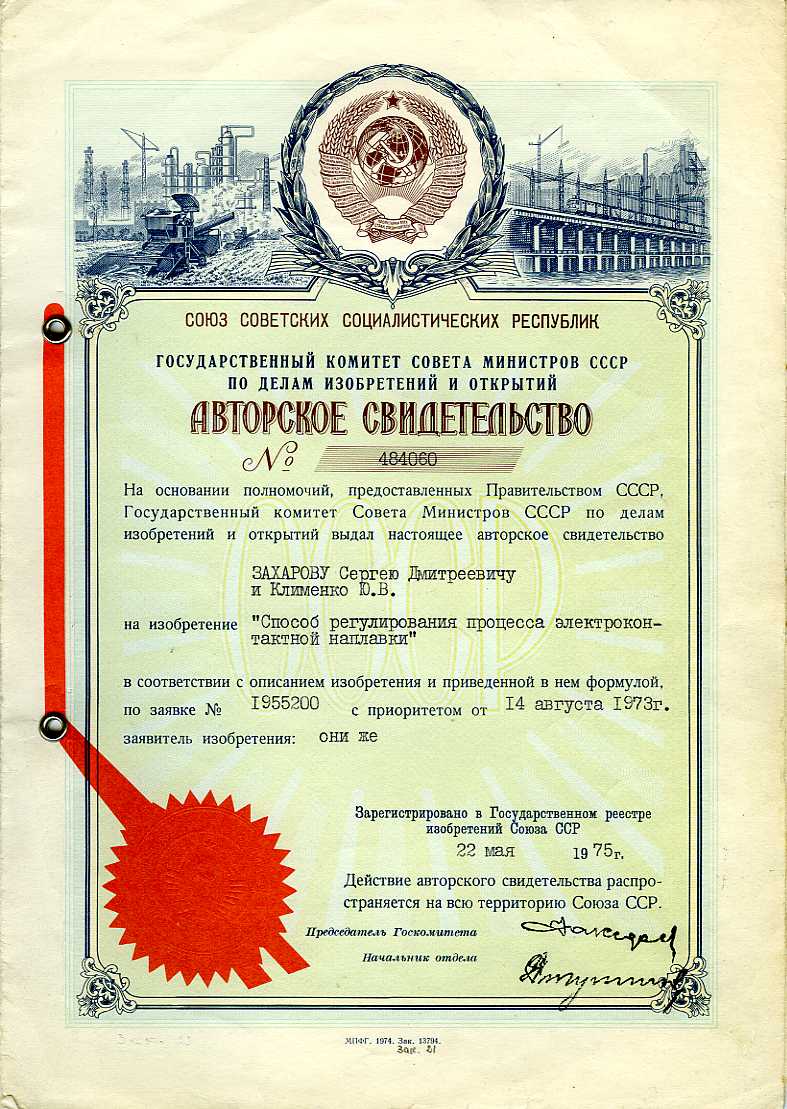 СОЮЗ СОВЕТСКИХ СОЦИАЛИСТИЧЕСКИХ РЕСПУБЛИК
ГОСУДАРСТВЕННЫЙ КОМИТЕТ СОВЕТА МИНИСТРОВ СССР
ПО ДЕЛАМ ИЗОБРЕТЕНИЙ И ОТКРЫТИЙ
АВТОРСКОЕ СВИДЕТЕЛЬСТВО
№ 484060
На основании полномочий, предоставленных Правительством СССР,
Государственный комитет Совета Министров СССР по делам
изобретений и открытий выдал настоящее авторское свидетельство
ЗАХАРОВУ Сергею Дмитреевичу
и Клименко Ю.В.
на изобретение "Способ регулирования процесса электрокон-
тактной наплавки"
в соответствии с описанием изобретения и приведенной в нем формулой,
по заявке № 1955200 с приоритетом от 14 августа 1973г.
заявитель изобретения: они же
СССР
Зарегистрировано в Государственном реестре
изобретений Союза ССР
22 мая 1975г.
Действие авторского свидетельства распро-
страняется на всю территорию Союза ССР.
Председатель Госкомитета
Начальник отдела
МПФГ. 1974. Зак. 13794.
Зак. 21